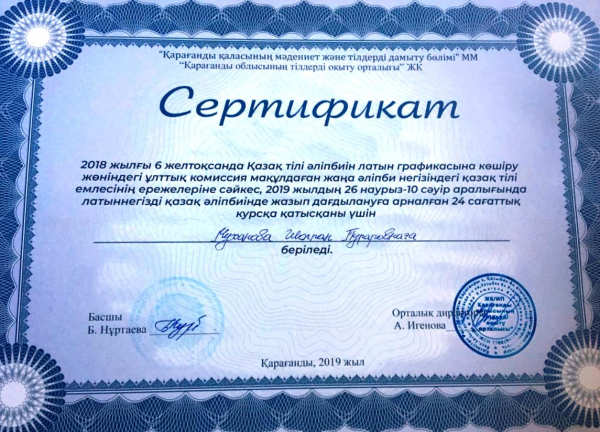 "Қарағанды қаласының мәдениет және тілдерді дамыту бөлімі" ММ
"Қарағанды облысының тілдерді оқыту орталығы" ЖК
Сертификат
2018 жылғы 6 желтоқсанда Қазақ тілі әліпбиін латын графикасына көшіру
жөніндегі ұлттық комиссия мақұлдаған жаңа әліпби негізіндегі қазақ тілі
емлесінің ережелеріне сәйкес, 2019 жылдың 26 наурыз-10 сәуір аралығында
латыннегізді қазақ әліпбиінде жазып дағдылануға арналған 24 сағаттық
курсқа қатысқаны үшін
Муханова
беріледі.
Басшы
Б. Нұртаева
Орталық
А. Игенова
Қарағанды, 2019 жыл